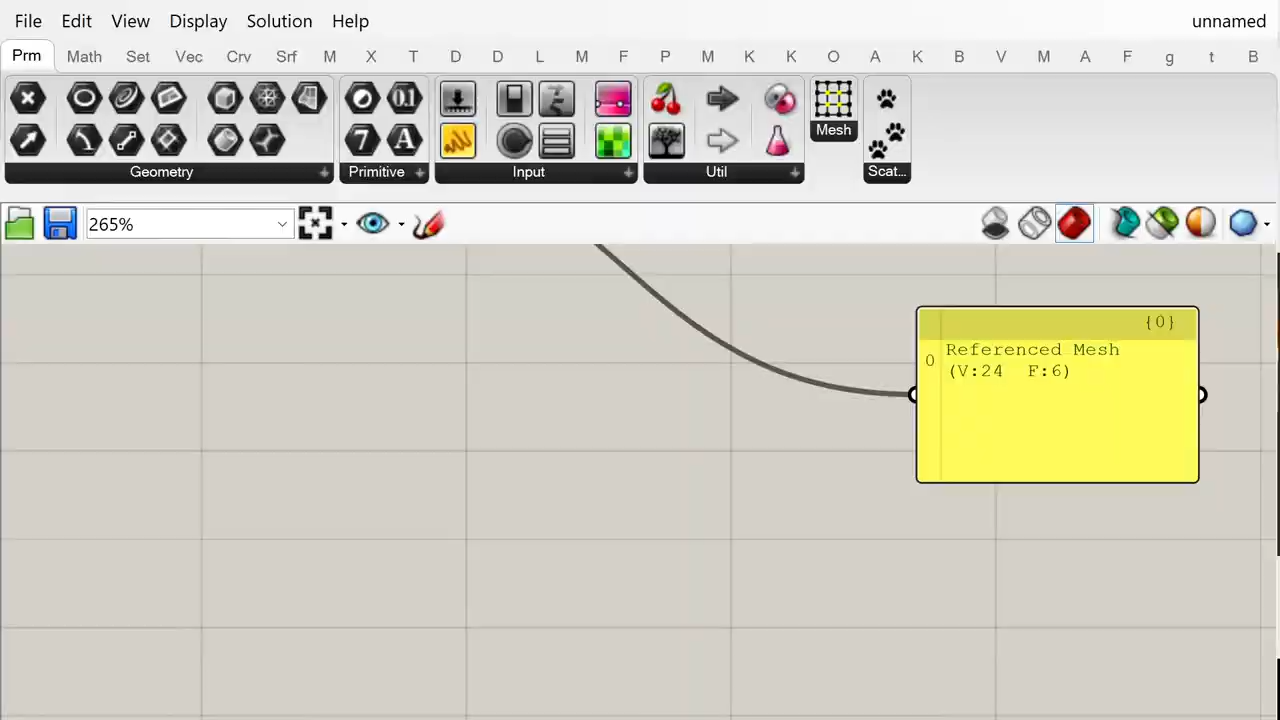 File Edit View Display Solution Help unnamed
Prm Math Set Vec Crv Srf M X T D D L M F P M K K O A K B V M A F g t B
0.1
7 A
Mesh
Geometry Primitive Input Util Scat...
265%
{0}
0 Referenced Mesh
(V:24 F:6)